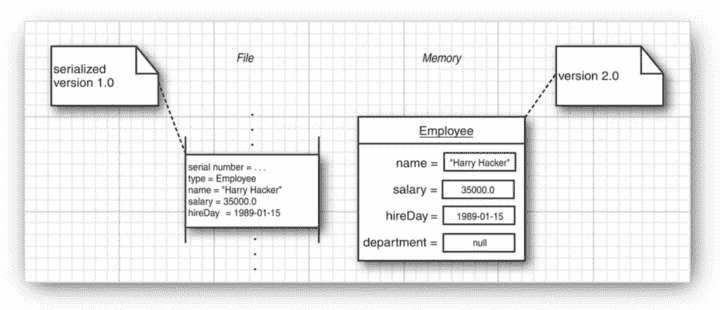 File
Memory
serialized
version 1.0
version 2.0
serial number = . . .
type = Employee
name = "Harry Hacker"
salary = 35000.0
hireDay = 1989-01-15
Employee
name = "Harry Hacker"
salary = 35000.0
hireDay = 1989-01-15
department = null